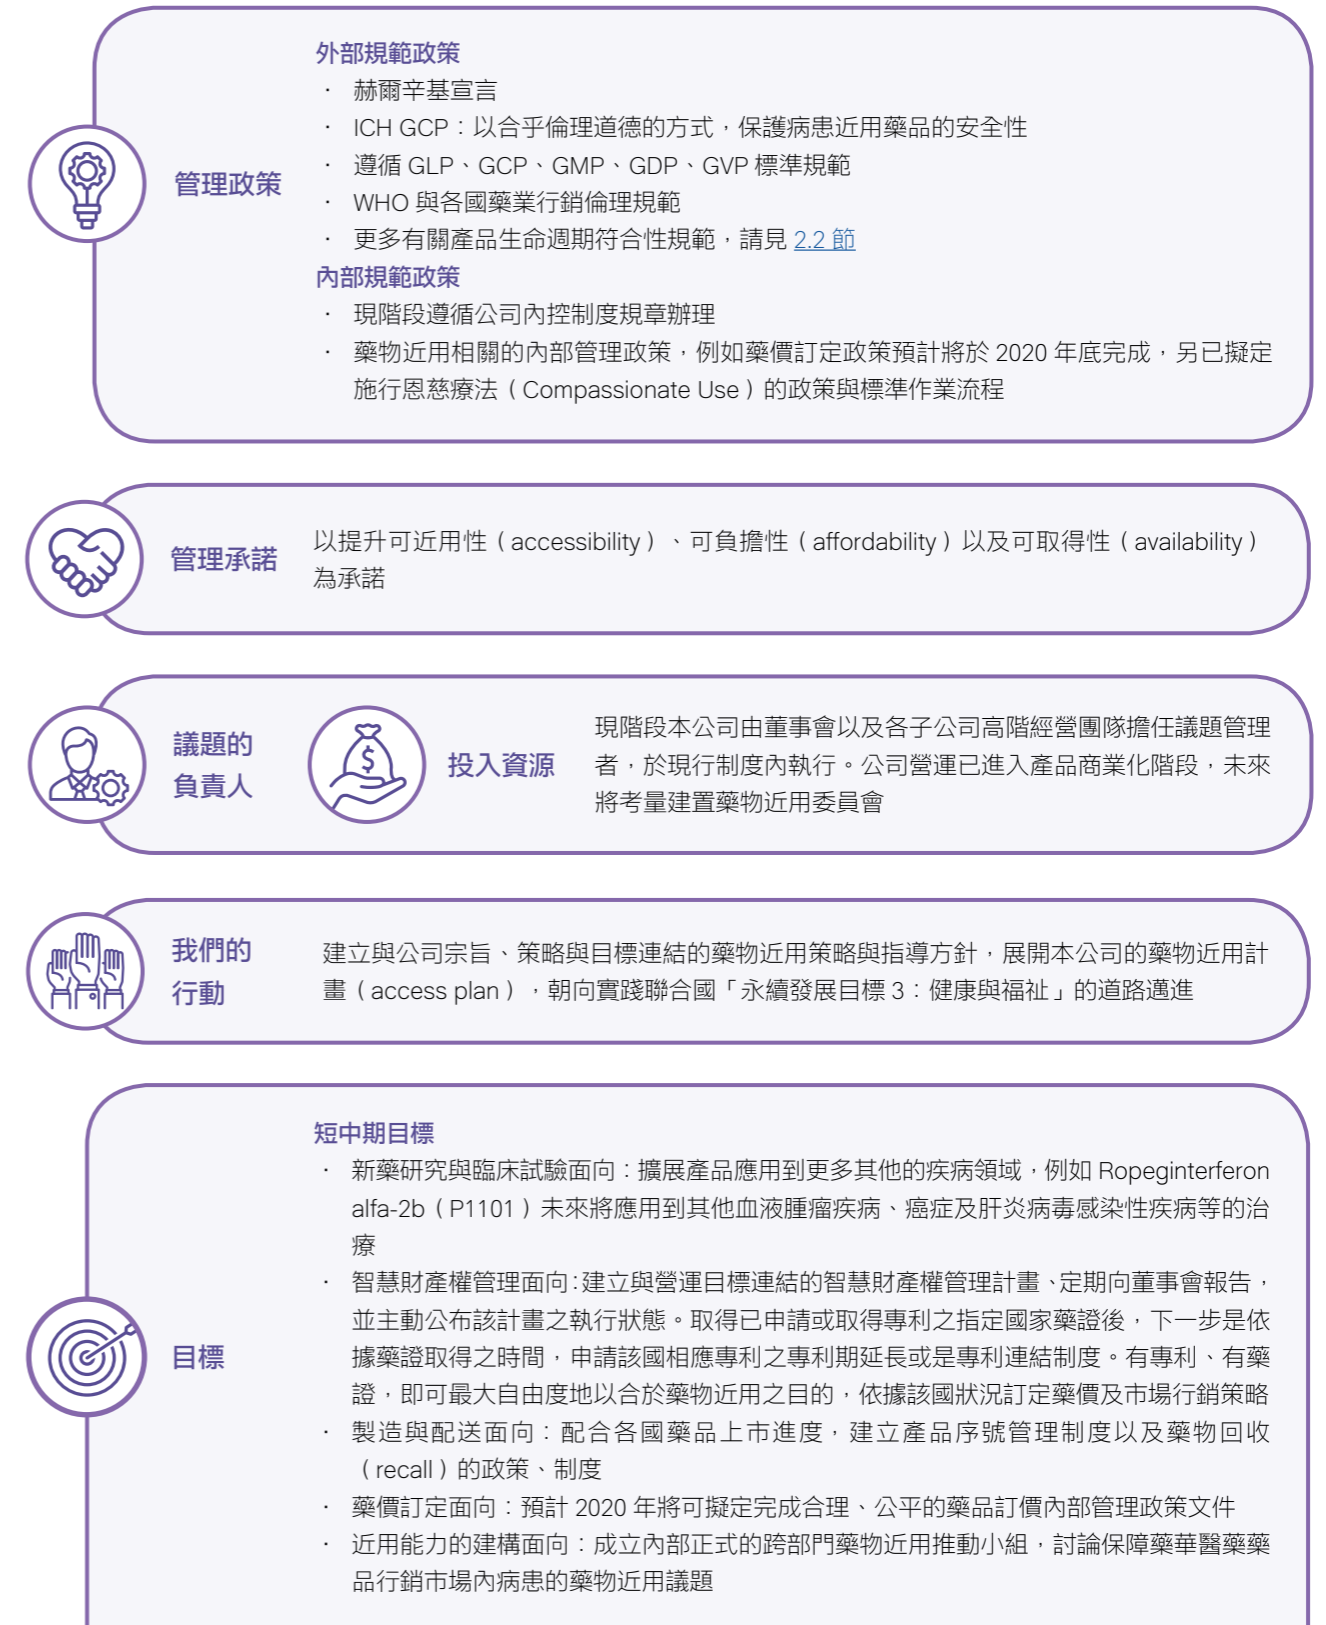 外部規範政策
· 赫爾辛基宣言
· ICH GCP：以合乎倫理道德的方式，保護病患近用藥品的安全性
· 遵循 GLP、GCP、GMP、GDP、GVP 標準規範
· WHO 與各國藥業行銷倫理規範
· 更多有關產品生命週期符合性規範，請見 2.2 節
管理政策
內部規範政策
· 現階段遵循公司內控制度規章辦理
· 藥物近用相關的內部管理政策，例如藥價訂定政策預計將於 2020 年底完成，另已擬定
施行恩慈療法（Compassionate Use）的政策與標準作業流程
管理承諾
以提升可近用性（accessibility）、可負擔性（affordability）以及可取得性（availability）
為承諾
議題的
負責人
投入資源
現階段本公司由董事會以及各子公司高階經營團隊擔任議題管理
者，於現行制度內執行。公司營運已進入產品商業化階段，未來
將考量建置藥物近用委員會
我們的
行動
建立與公司宗旨、策略與目標連結的藥物近用策略與指導方針，展開本公司的藥物近用計
畫（access plan），朝向實踐聯合國「永續發展目標 3：健康與福祉」的道路邁進
目標
短中期目標
· 新藥研究與臨床試驗面向：擴展產品應用到更多其他的疾病領域，例如 Ropeginterferon
alfa-2b（P1101）未來將應用到其他血液腫瘤疾病、癌症及肝炎病毒感染性疾病等的治
療
· 智慧財產權管理面向：建立與營運目標連結的智慧財產權管理計畫、定期向董事會報告，
並主動公布該計畫之執行狀態。取得已申請或取得專利之指定國家藥證後，下一步是依
據藥證取得之時間，申請該國相應專利之專利期延長或是專利連結制度。有專利、有藥
證，即可最大自由度地以合於藥物近用之目的，依據該國狀況訂定藥價及市場行銷策略
· 製造與配送面向：配合各國藥品上市進度，建立產品序號管理制度以及藥物回收
（recall）的政策、制度
· 藥價訂定面向：預計 2020 年將可擬定完成合理、公平的藥品訂價內部管理政策文件
· 近用能力的建構面向：成立內部正式的跨部門藥物近用推動小組，討論保障藥華醫藥藥
品行銷市場內病患的藥物近用議題